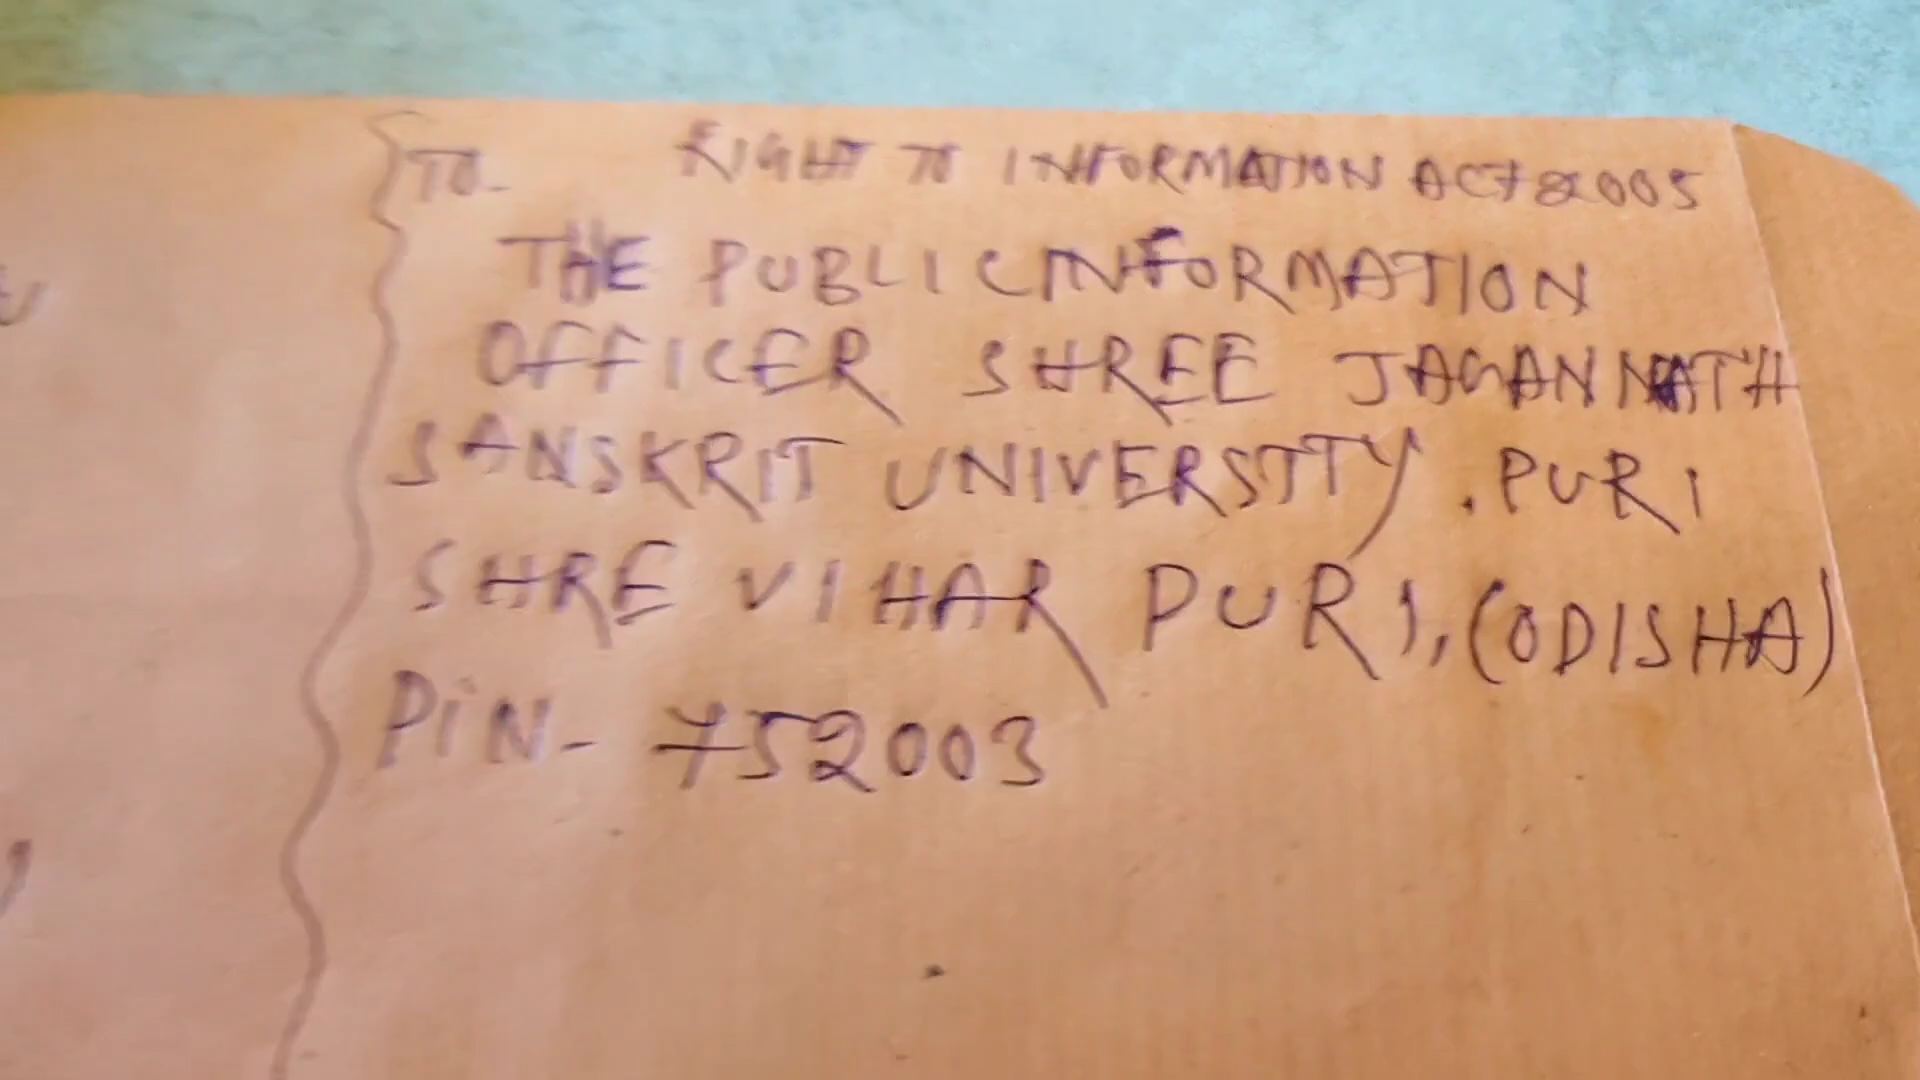 TO- RIGHT TO INFORMATION ACT 2005
THE PUBLIC INFORMATION
OFFICER SHREE JAGANNATH
SANSKRIT UNIVERSITY. PURI
SHRE VIHAR PURI, (ODISHA)
PIN- 752003